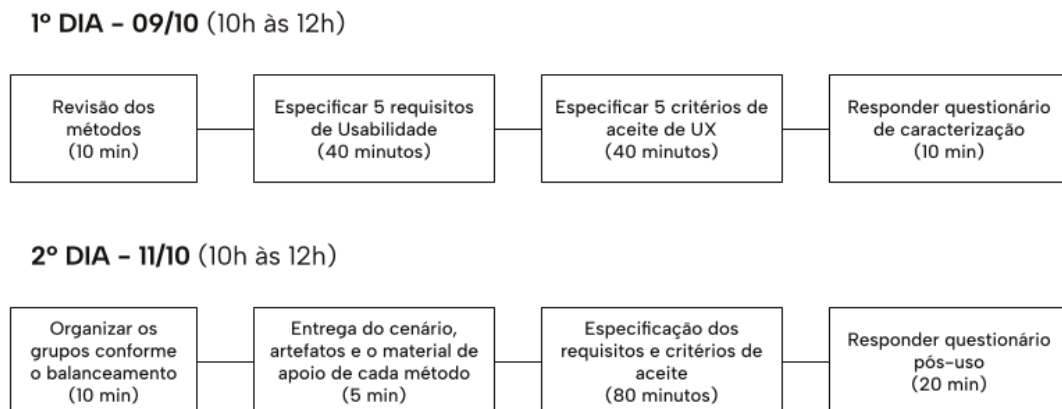 1º DIA – 09/10 (10h às 12h)
Revisão dos
métodos
(10 min)
Especificar 5 requisitos
de Usabilidade
(40 minutos)
Especificar 5 critérios de
aceite de UX
(40 minutos)
Responder questionário
de caracterização
(10 min)
2º DIA – 11/10 (10h às 12h)
Organizar os
grupos conforme
o balanceamento
(10 min)
Entrega do cenário,
artefatos e o material de
apoio de cada método
(5 min)
Especificação dos
requisitos e critérios de
aceite
(80 minutos)
Responder questionário
pós-uso
(20 min)